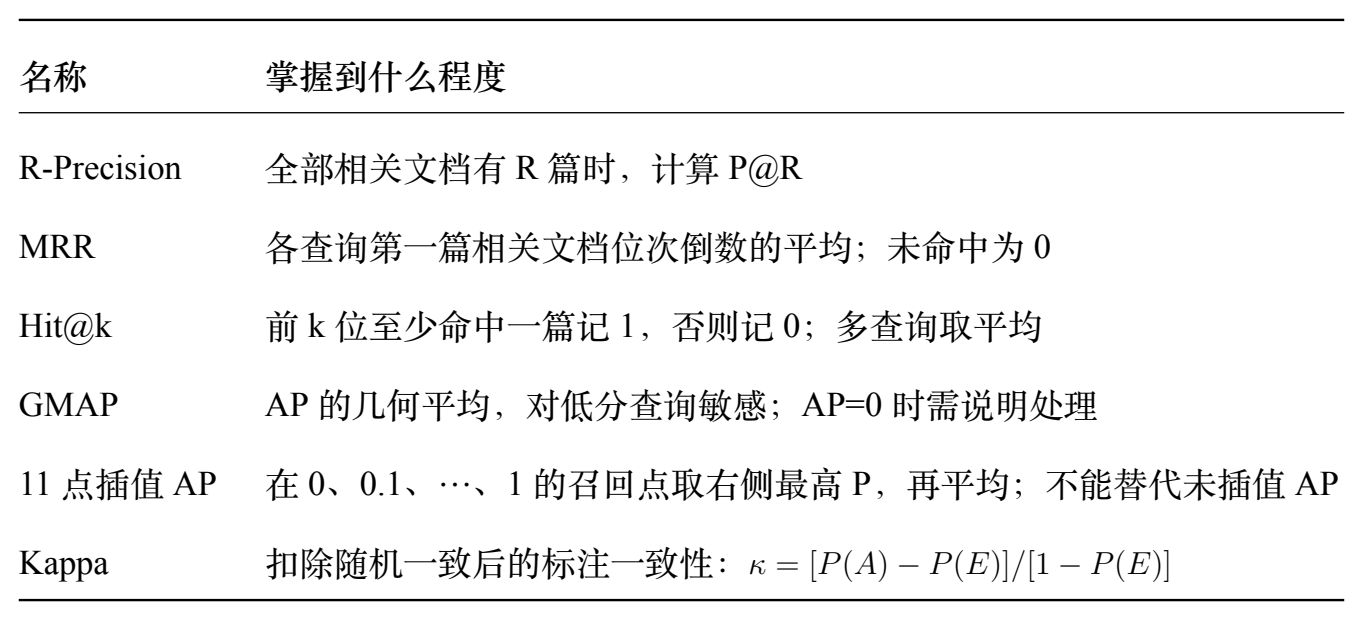 名称 掌握到什么程度
R-Precision 全部相关文档有 R 篇时，计算 P@R
MRR 各查询第一篇相关文档位次倒数的平均；未命中为 0
Hit@k 前 k 位至少命中一篇记 1，否则记 0；多查询取平均
GMAP AP 的几何平均，对低分查询敏感；AP=0 时需说明处理
11 点插值 AP 在 0、0.1、⋯、1 的召回点取右侧最高 P，再平均；不能替代未插值 AP
Kappa 扣除随机一致后的标注一致性：κ = [P(A) − P(E)]/[1 − P(E)]